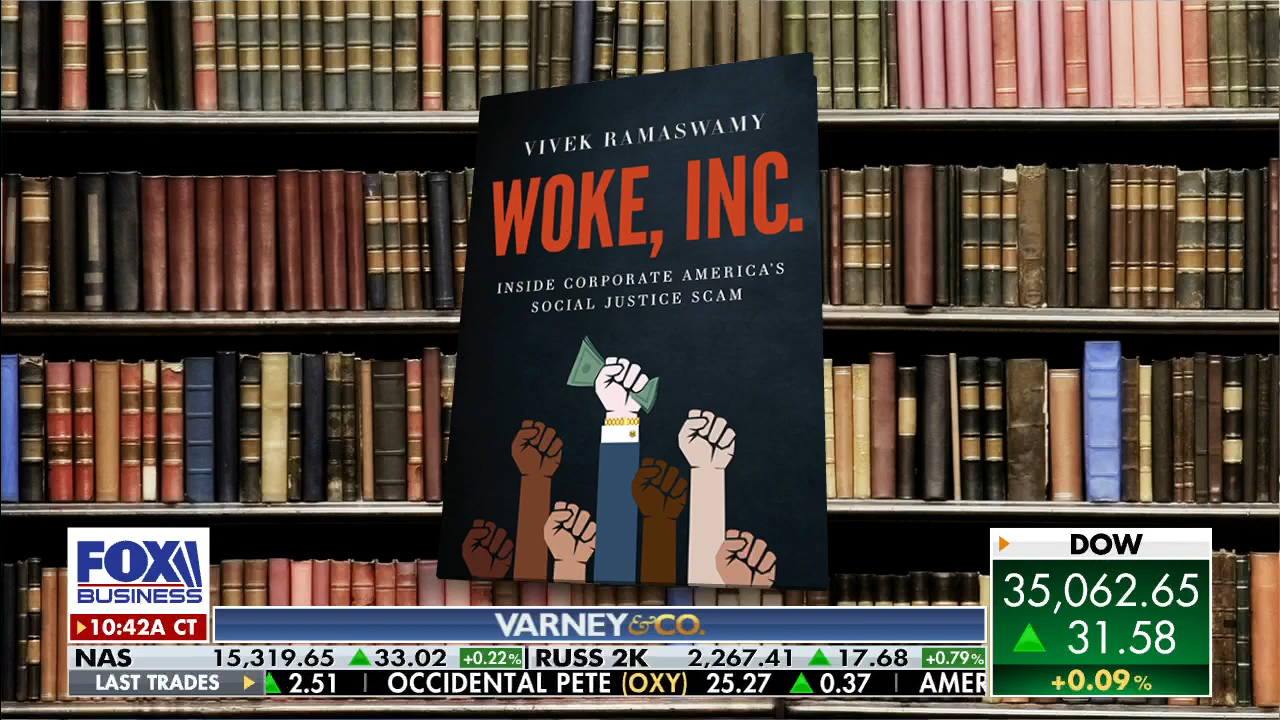 VIVEK RAMASWAMY
WOKE, INC.
INSIDE CORPORATE AMERICA'S
SOCIAL JUSTICE SCAM
FOX
BUSINESS
10:42A CT
VARNEY&CO.
DOW
35,062.65
31.58
+0.09%
NAS 15,319.65 33.02 +0.22% RUSS 2K 2,267.41 17.68 +0.79%
LAST TRADES 2.51 OCCIDENTAL PETE (OXY) 25.27 0.37 AMER